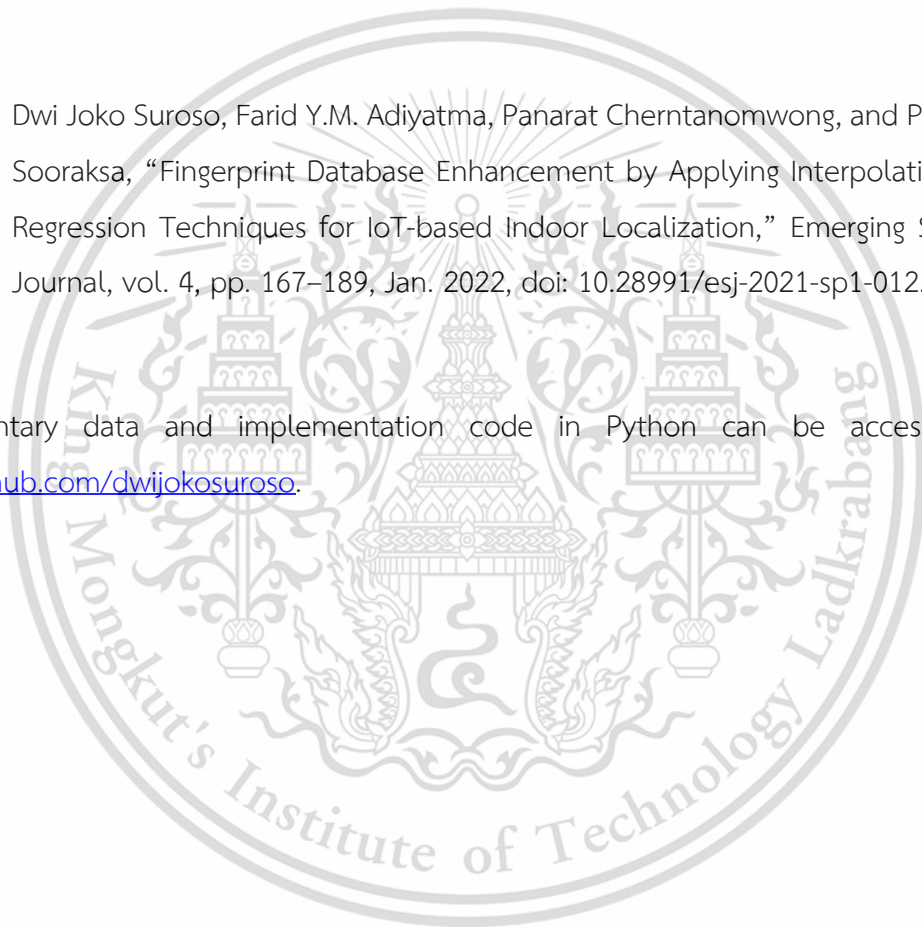 Dwi Joko Suroso, Farid Y.M. Adiyatma, Panarat Cherntanomwong, and P
Sooraksa, “Fingerprint Database Enhancement by Applying Interpolati
Regression Techniques for IoT-based Indoor Localization,” Emerging S
Journal, vol. 4, pp. 167–189, Jan. 2022, doi: 10.28991/esj-2021-sp1-012.
ntary data and implementation code in Python can be acces
hub.com/dwijokosuroso.
King Mongkut's Institute of Technology Ladkrabang